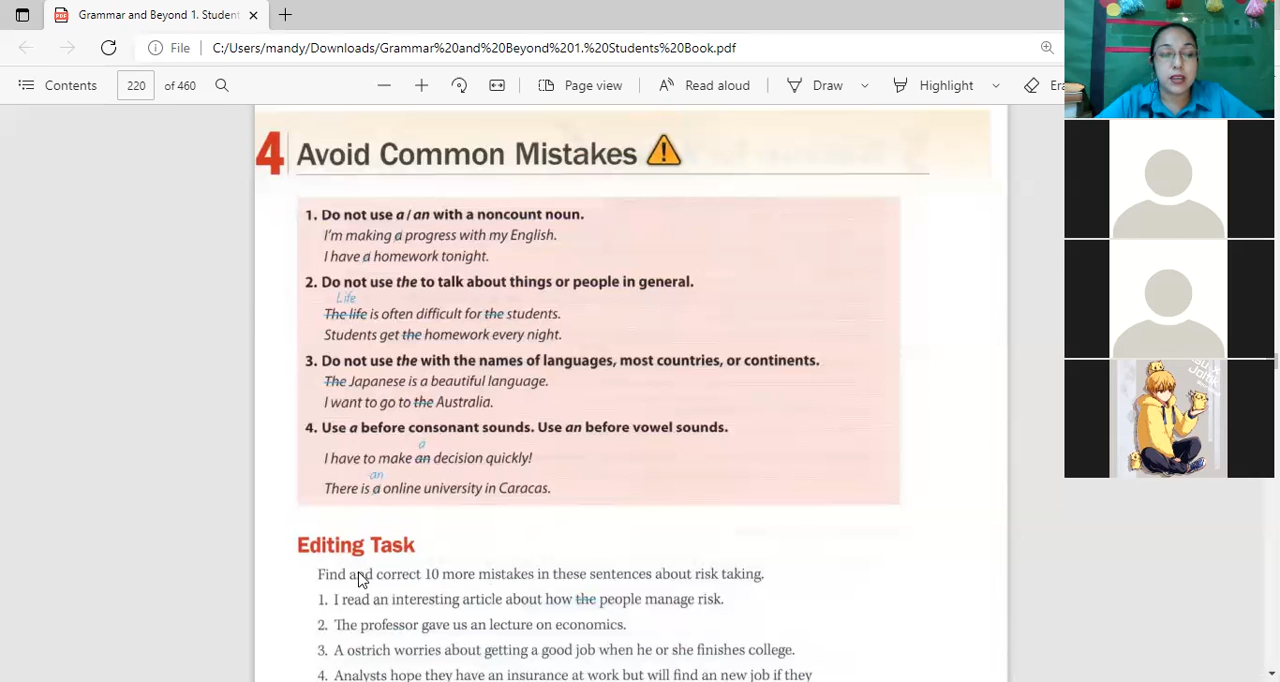 Grammar and Beyond 1. Student
File
C:/Users/mandy/Downloads/Grammar%20and%20Beyond%201.%20Students%20Book.pdf
Contents
220
of 460
Page view
Read aloud
Draw
Highlight
Era
4 Avoid Common Mistakes
1. Do not use a / an with a noncount noun.
I'm making a progress with my English.
I have a homework tonight.
2. Do not use the to talk about things or people in general.
Life
The life is often difficult for the students.
Students get the homework every night.
3. Do not use the with the names of languages, most countries, or continents.
The Japanese is a beautiful language.
I want to go to the Australia.
4. Use a before consonant sounds. Use an before vowel sounds.
a
I have to make an decision quickly!
an
There is a online university in Caracas.
Editing Task
Find and correct 10 more mistakes in these sentences about risk taking.
1. I read an interesting article about how the people manage risk.
2. The professor gave us an lecture on economics.
3. A ostrich worries about getting a good job when he or she finishes college.
4. Analysts hope they have an insurance at work but will find an new job if they